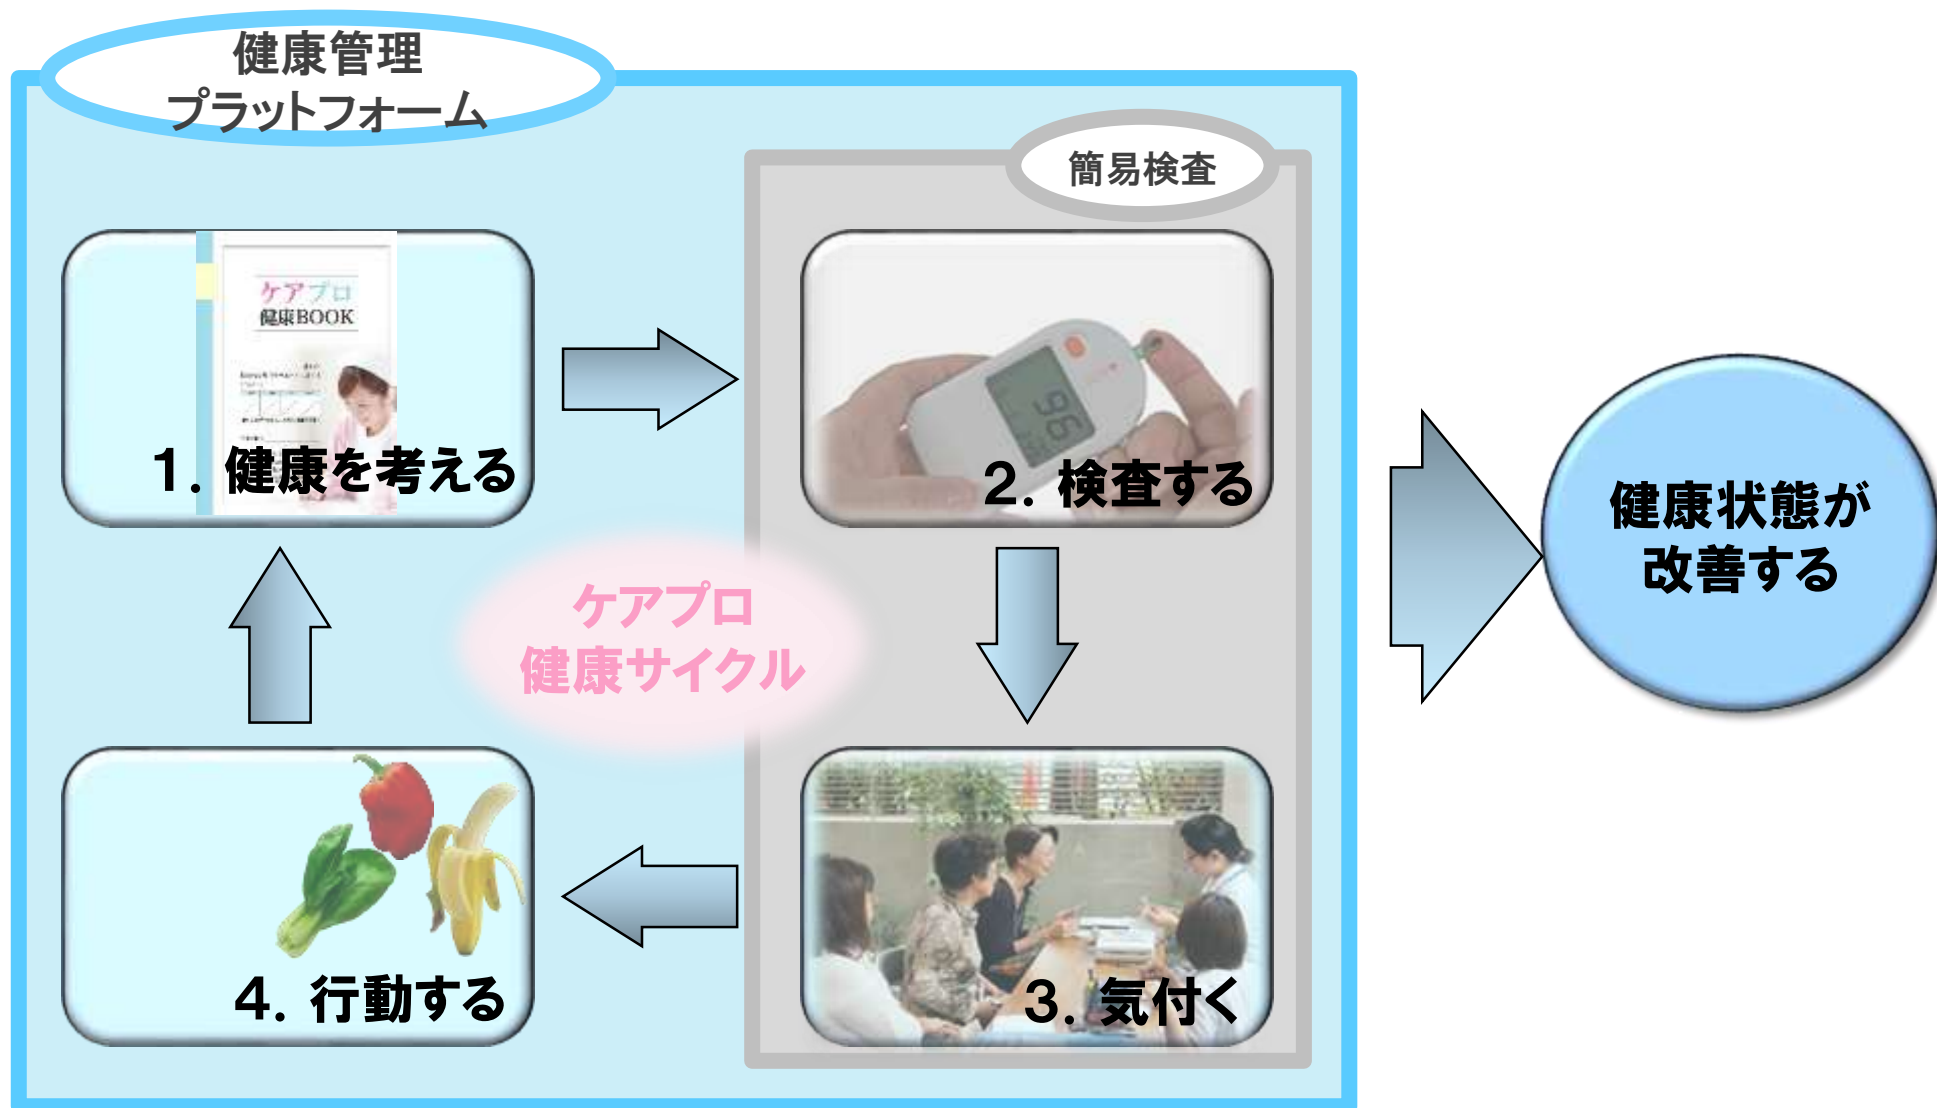 健康管理
プラットフォーム
簡易検査
ケアプロ
健康BOOK
1. 健康を考える
96
2. 検査する
ケアプロ
健康サイクル
健康状態が
改善する
4. 行動する
3. 気付く